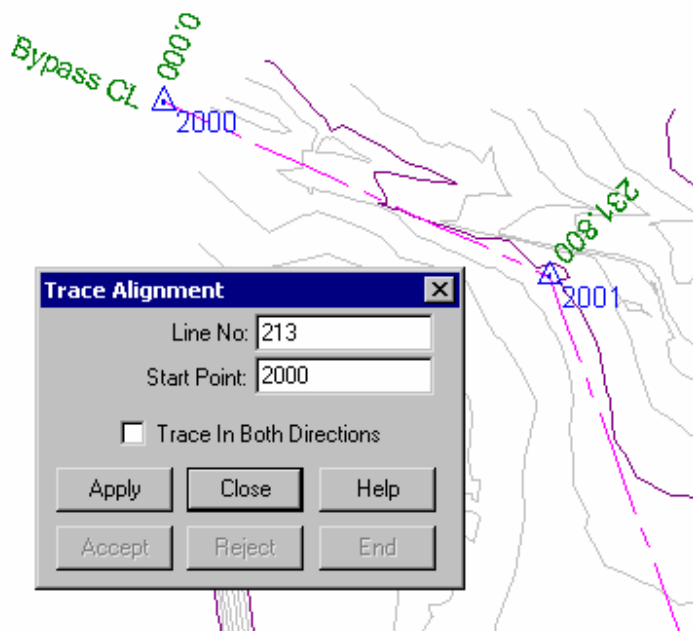 0.000
Bypass CL
2000
231.800
2001
Trace Alignment
Line No: 213
Start Point: 2000
Trace In Both Directions
Apply Close Help
Accept Reject End